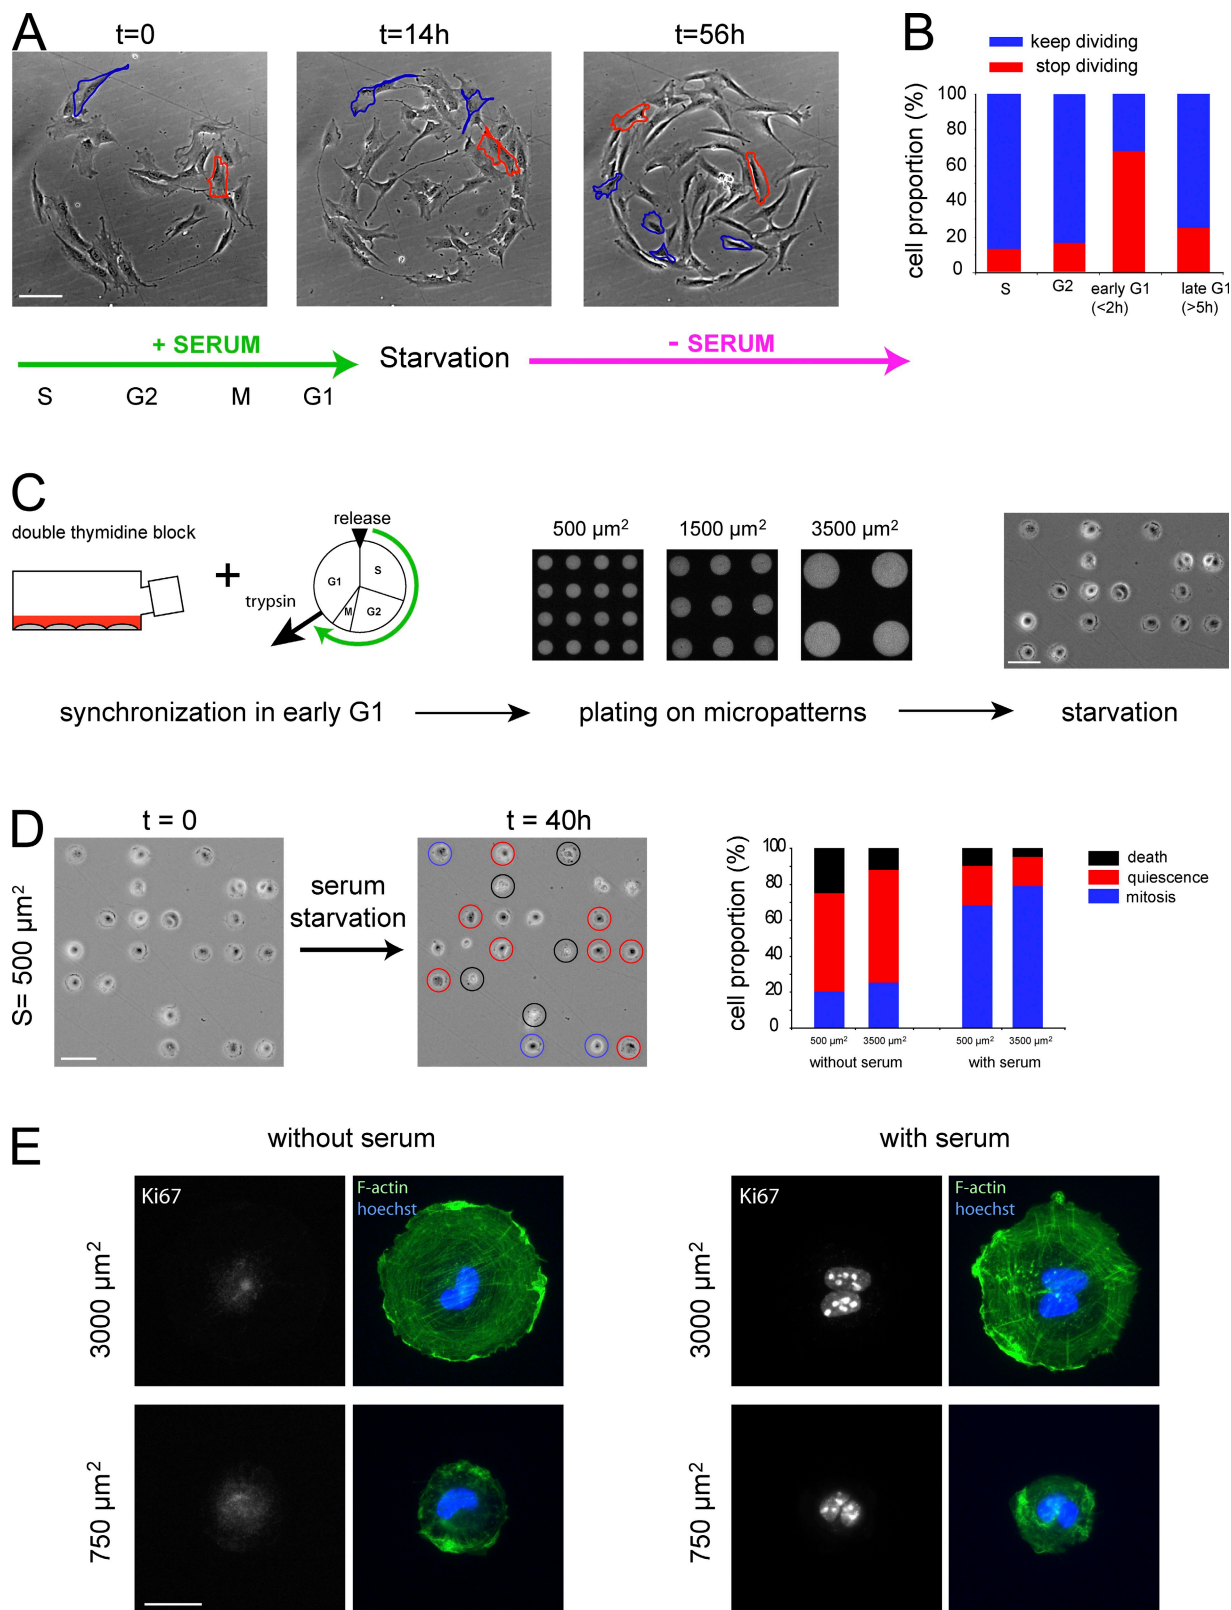 A
t=0
t=14h
t=56h
+ SERUM
Starvation
- SERUM
S
G2
M
G1
B
keep dividing
stop dividing
cell proportion (%)
100
80
60
40
20
0
S
G2
early G1
(<2h)
late G1
(>5h)
C
double thymidine block
+
release
trypsin
G1
S
M
G2
500 µm²
1500 µm²
3500 µm²
synchronization in early G1
plating on micropatterns
starvation
D
t = 0
t = 40h
S= 500 µm²
serum
starvation
cell proportion (%)
100
80
60
40
20
0
500 µm²
3500 µm²
500 µm²
3500 µm²
without serum
with serum
death
quiescence
mitosis
E
without serum
with serum
3000 µm²
Ki67
F-actin
hoechst
3000 µm²
Ki67
F-actin
hoechst
750 µm²
750 µm²